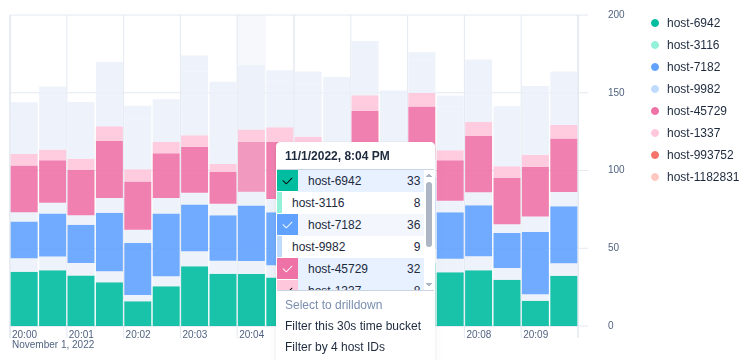 200
150
100
50
0
20:00
20:01
20:02
20:03
20:04
20:08
20:09
November 1, 2022
11/1/2022, 8:04 PM
host-6942 33
host-3116 8
host-7182 36
host-9982 9
host-45729 32
host-1337 8
Select to drilldown
Filter this 30s time bucket
Filter by 4 host IDs
host-6942
host-3116
host-7182
host-9982
host-45729
host-1337
host-993752
host-1182831